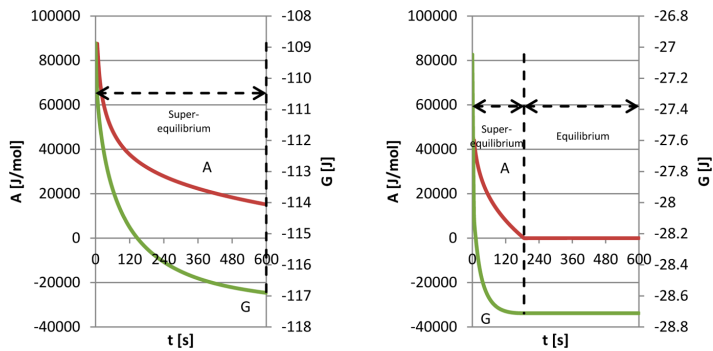 100000
80000
60000
40000
20000
0
-20000
-40000
A [J/mol]
0 120 240 360 480 600
t [s]
-108
-109
-110
-111
-112
-113
-114
-115
-116
-117
-118
G [J]
Super-
equilibrium
A
G
100000
80000
60000
40000
20000
0
-20000
-40000
A [J/mol]
0 120 240 360 480 600
t [s]
-26.8
-27
-27.2
-27.4
-27.6
-27.8
-28
-28.2
-28.4
-28.6
-28.8
G [J]
Super-
equilibrium
Equilibrium
A
G